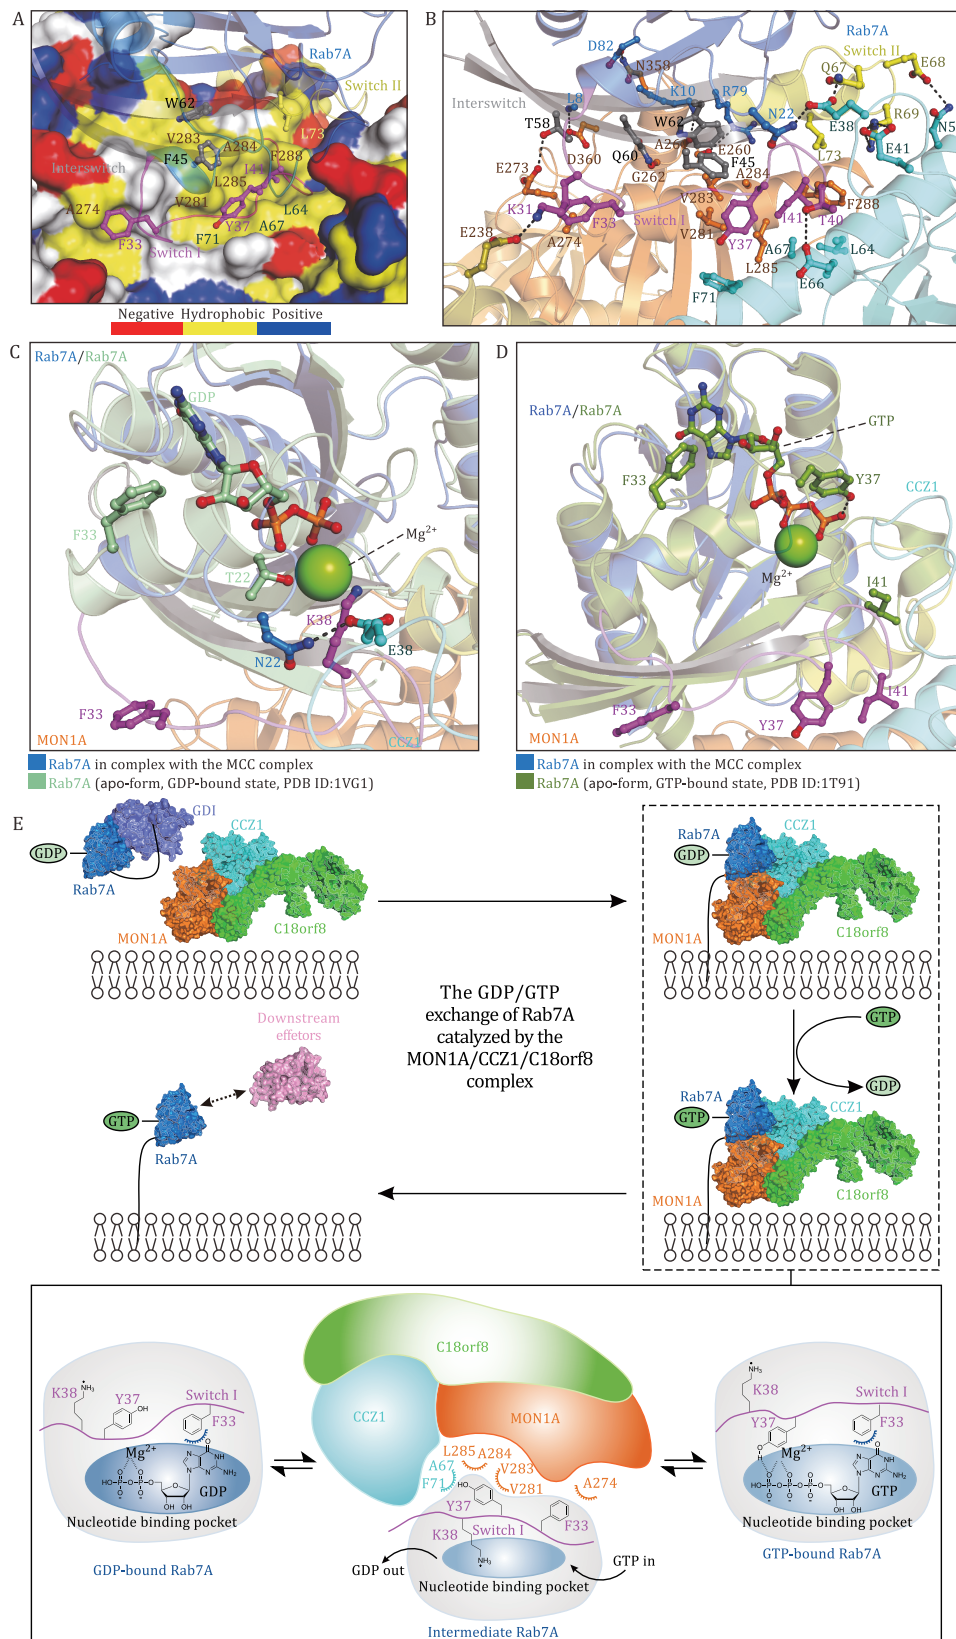 A
Rab7A
Switch II
W62
V283
A284
L73
Interswitch
F45
F288
I41
L285
V281
L64
A274
Y37
A67
F33
F71
Switch I
Negative Hydrophobic Positive
B
Rab7A
D82
Switch II
E68
N358
Q67
K10
R79
Interswitch
L8
N22
R69
T58
W62
E38
N5
E260
E41
Q60
F45
L73
D360
E273
G262
A284
V283
F288
K31
F33
Switch I
I41
T40
V281
Y37
E238
A274
A67
L64
L285
F71
E66
C
Rab7A/Rab7A
GDP
F33
Mg2+
T22
K38
N22
E38
F33
MON1A
CCZ1
Rab7A in complex with the MCC complex
Rab7A (apo-form, GDP-bound state, PDB ID:1VG1)
D
Rab7A/Rab7A
GTP
F33
Y37
CCZ1
Mg2+
I41
F33
I41
Y37
MON1A
Rab7A in complex with the MCC complex
Rab7A (apo-form, GTP-bound state, PDB ID:1T91)
E
GDI
CCZ1
GDP
Rab7A
C18orf8
MON1A
Rab7A
CCZ1
GDP
MON1A
C18orf8
The GDP/GTP
exchange of Rab7A
catalyzed by the
MON1A/CCZ1/C18orf8
complex
GTP
GDP
Downstream
effetors
GTP
Rab7A
Rab7A
CCZ1
GTP
C18orf8
MON1A
C18orf8
CCZ1
MON1A
K38
NH3
Y37
OH
Switch I
F33
Mg2+
GDP
Nucleotide binding pocket
GDP-bound Rab7A
L285
A284
A67
V283
F71
V281
A274
OH
Y37
F33
K38
Switch I
NH3
GDP out
GTP in
Nucleotide binding pocket
Intermediate Rab7A
NH3
K38
Switch I
Y37
F33
Mg2+
GTP
Nucleotide binding pocket
GTP-bound Rab7A